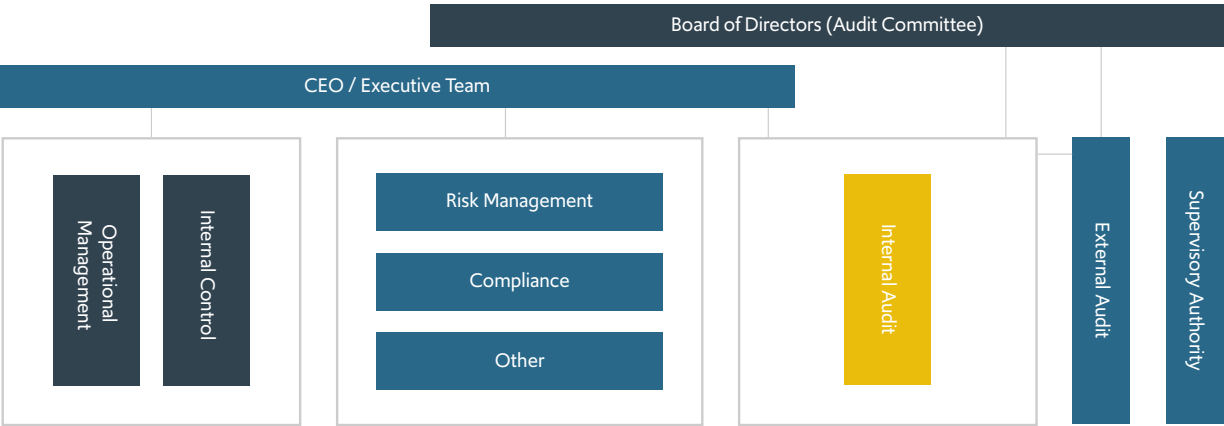 Board of Directors (Audit Committee)
CEO / Executive Team
Operational
Management
Internal Control
Risk Management
Compliance
Other
Internal Audit
External Audit
Supervisory Authority